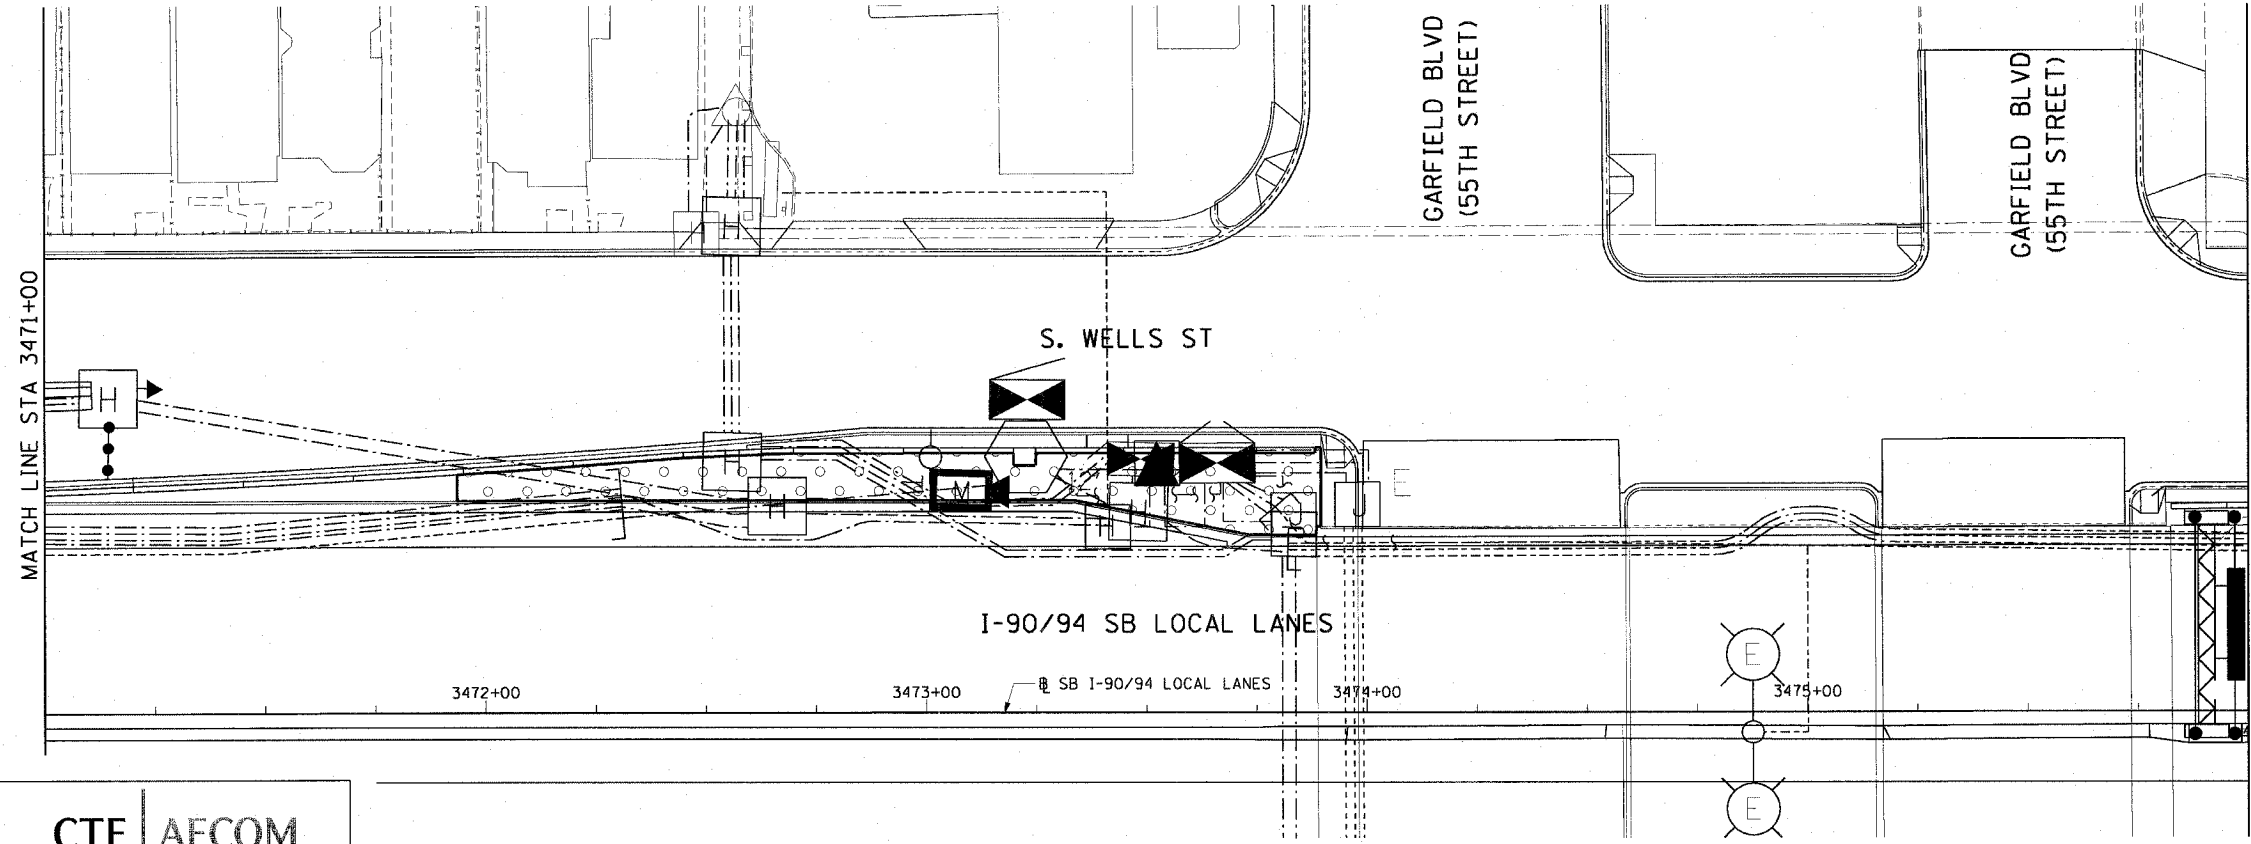 GARFIELD BLVD
(55TH STREET)
GARFIELD BLVD
(55TH STREET)
MATCH LINE STA 3471+00
S. WELLS ST
H
H
H
M
H
H
H
E
I-90/94 SB LOCAL LANES
3472+00
3473+00
SB I-90/94 LOCAL LANES
3474+00
3475+00
E
E
CTE | AECOM